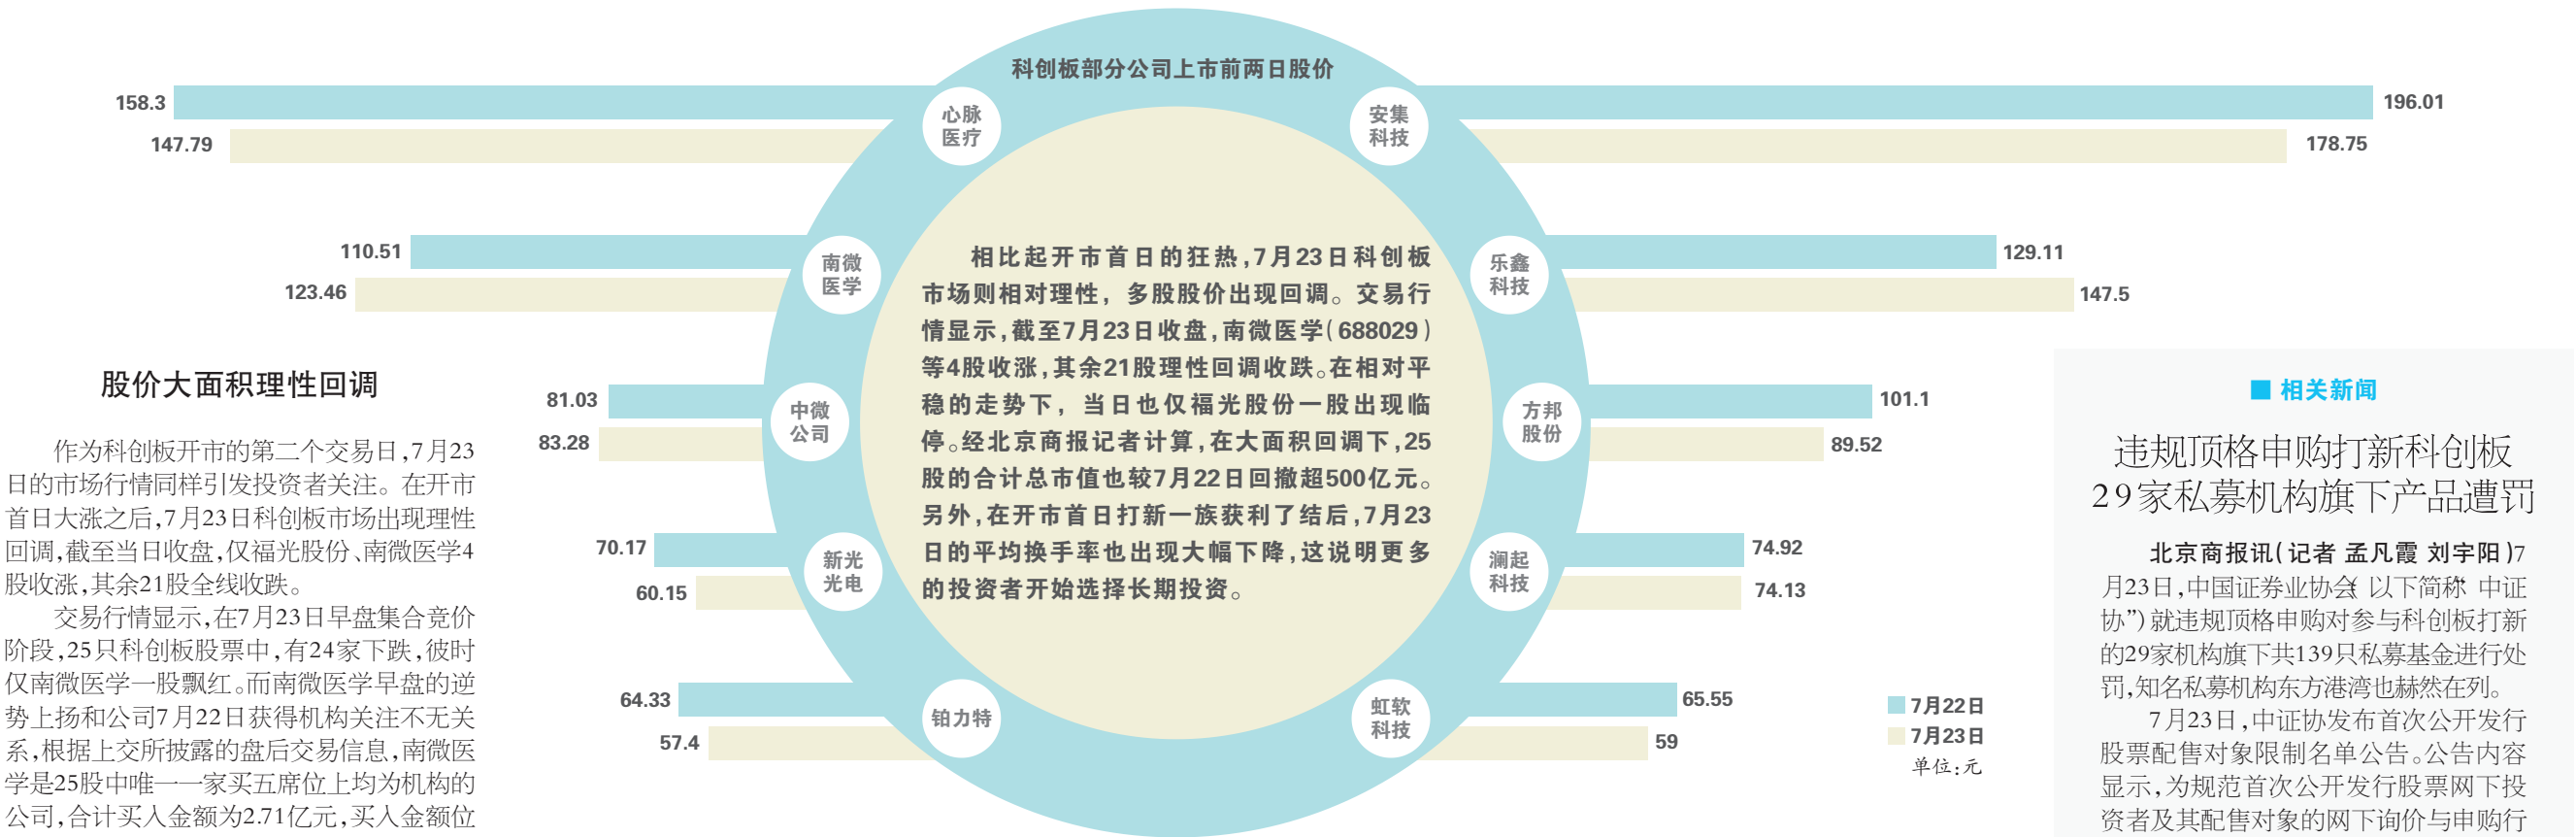 科创板部分公司上市前两日股价
158.3
147.79
心脉
医疗
110.51
123.46
南微
医学
81.03
83.28
中微
公司
70.17
60.15
新光
光电
64.33
57.4
铂力特
安集
科技
196.01
178.75
乐鑫
科技
129.11
147.5
方邦
股份
101.1
89.52
澜起
科技
74.92
74.13
虹软
科技
65.55
59
7月22日
7月23日
单位:元
相比起开市首日的狂热,7月23日科创板
市场则相对理性，多股股价出现回调。交易行
情显示,截至7月23日收盘,南微医学(688029)
等4股收涨,其余21股理性回调收跌。在相对平
稳的走势下，当日也仅福光股份一股出现临
停。经北京商报记者计算,在大面积回调下,25
股的合计总市值也较7月22日回撤超500亿元。
另外,在开市首日打新一族获利了结后,7月23
日的平均换手率也出现大幅下降,这说明更多
的投资者开始选择长期投资。
股价大面积理性回调
作为科创板开市的第二个交易日,7月23
日的市场行情同样引发投资者关注。在开市
首日大涨之后,7月23日科创板市场出现理性
回调,截至当日收盘,仅福光股份、南微医学4
股收涨,其余21股全线收跌。
交易行情显示,在7月23日早盘集合竞价
阶段,25只科创板股票中,有24家下跌,彼时
仅南微医学一股飘红。而南微医学早盘的逆
势上扬和公司7月22日获得机构关注不无关
系,根据上交所披露的盘后交易信息,南微医
学是25股中唯一一家买五席位上均为机构的
公司,合计买入金额为2.71亿元,买入金额位
■ 相关新闻
违规顶格申购打新科创板
29家私募机构旗下产品遭罚
北京商报讯(记者 孟凡霞 刘宇阳)7
月23日,中国证券业协会(以下简称“中证
协”)就违规顶格申购对参与科创板打新
的29家机构旗下共139只私募基金进行处
罚,知名私募机构东方港湾也赫然在列。
7月23日,中证协发布首次公开发行
股票配售对象限制名单公告。公告内容
显示,为规范首次公开发行股票网下投
资者及其配售对象的网下询价与申购行